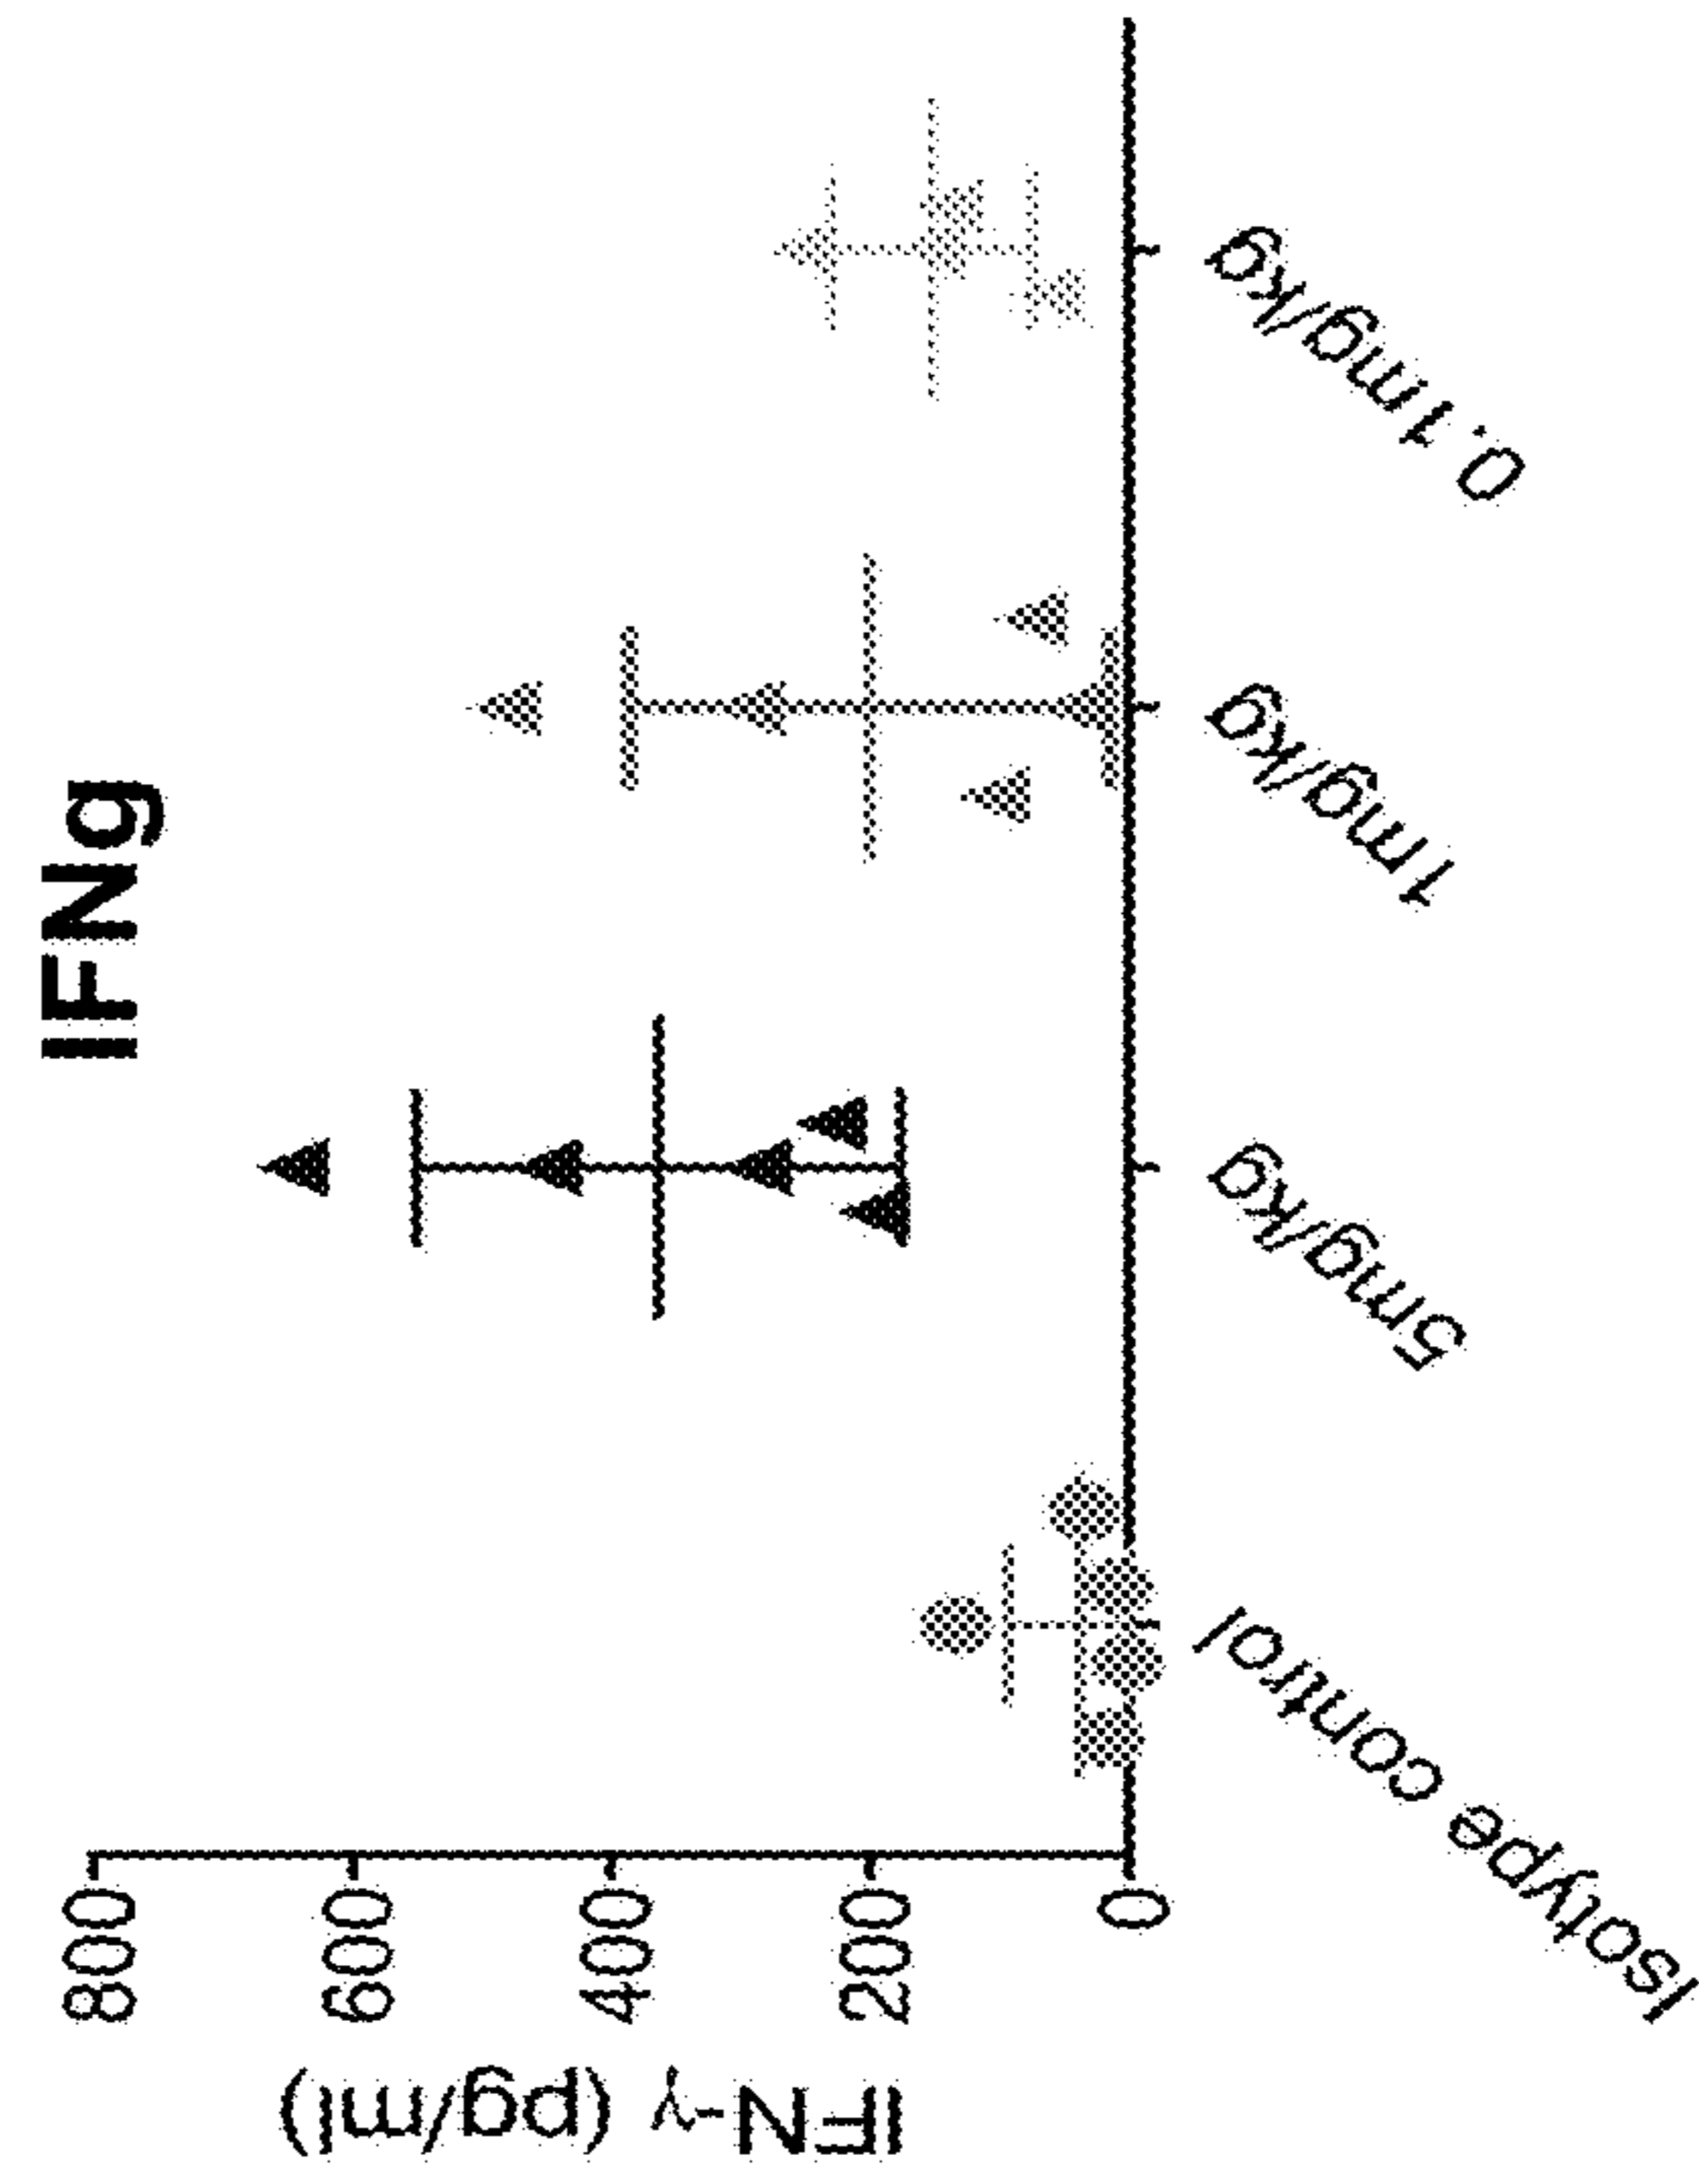 IFNg
IFN-γ (pg/ml)
800
600
400
200
0
Isotype control
5mg/kg
1mg/kg
0.1mg/kg